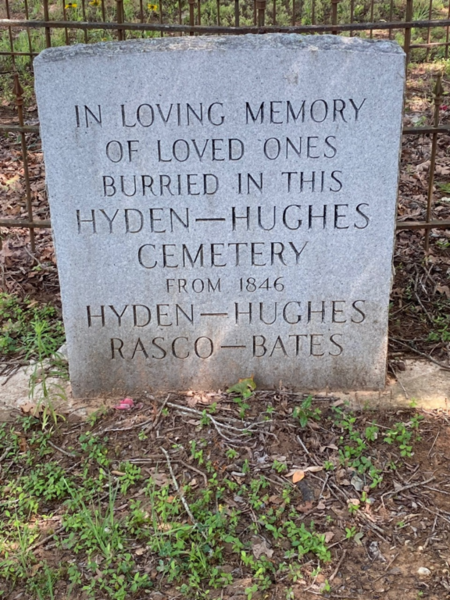 IN LOVING MEMORY
OF LOVED ONES
BURRIED IN THIS
HYDEN—HUGHES
CEMETERY
FROM 1846
HYDEN—HUGHES
RASCO—BATES